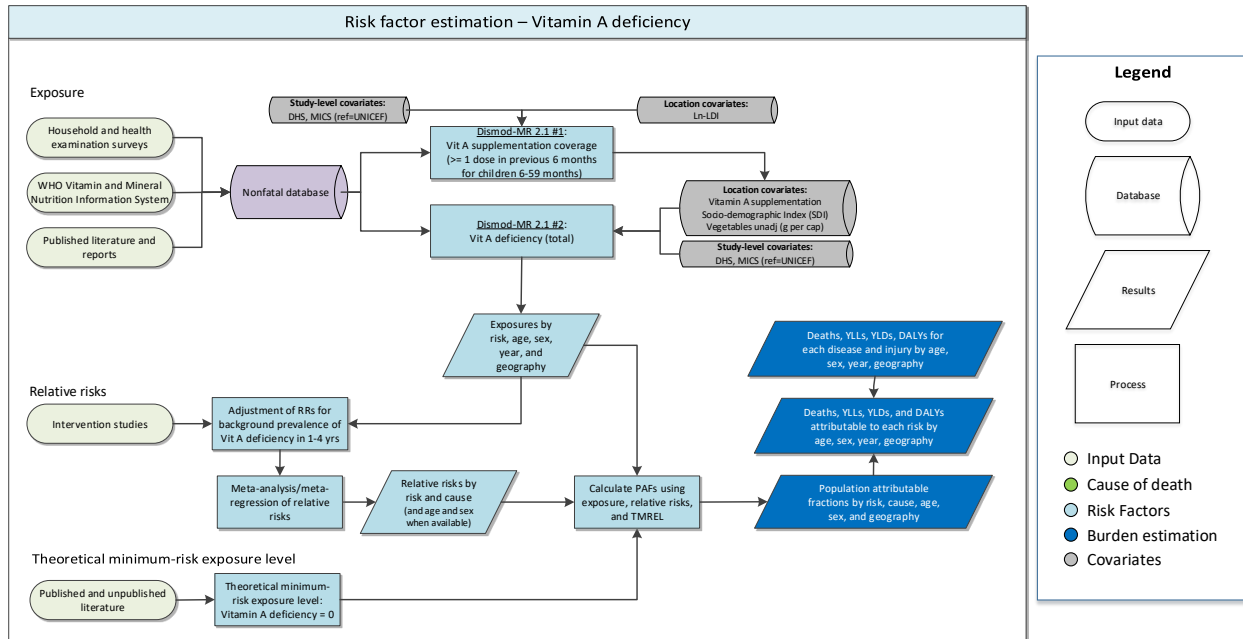 Risk factor estimation – Vitamin A deficiency
Exposure
Household and health
examination surveys
WHO Vitamin and Mineral
Nutrition Information System
Published literature and
reports
Nonfatal database
Study-level covariates:
DHS, MICS (ref=UNICEF)
Location covariates:
Ln-LDI
Dismod-MR 2.1 #1:
Vit A supplementation coverage
(>= 1 dose in previous 6 months
for children 6-59 months)
Dismod-MR 2.1 #2:
Vit A deficiency (total)
Location covariates:
Vitamin A supplementation
Socio-demographic Index (SDI)
Vegetables unadj (g per cap)
Study-level covariates:
DHS, MICS (ref=UNICEF)
Exposures by
risk, age, sex,
year, and
geography
Deaths, YLLs, YLDs, DALYs for
each disease and injury by age,
sex, year, geography
Relative risks
Intervention studies
Adjustment of RRs for
background prevalence of
Vit A deficiency in 1-4 yrs
Deaths, YLLs, YLDs, and DALYs
attributable to each risk by
age, sex, year, geography
Meta-analysis/meta-
regression of relative
risks
Relative risks by
risk and cause
(and age and sex
when available)
Calculate PAFs using
exposure, relative risks,
and TMREL
Population attributable
fractions by risk, cause, age,
sex, and geography
Theoretical minimum-risk exposure level
Published and unpublished
literature
Theoretical minimum-
risk exposure level:
Vitamin A deficiency = 0
Legend
Input data
Database
Results
Process
Input Data
Cause of death
Risk Factors
Burden estimation
Covariates